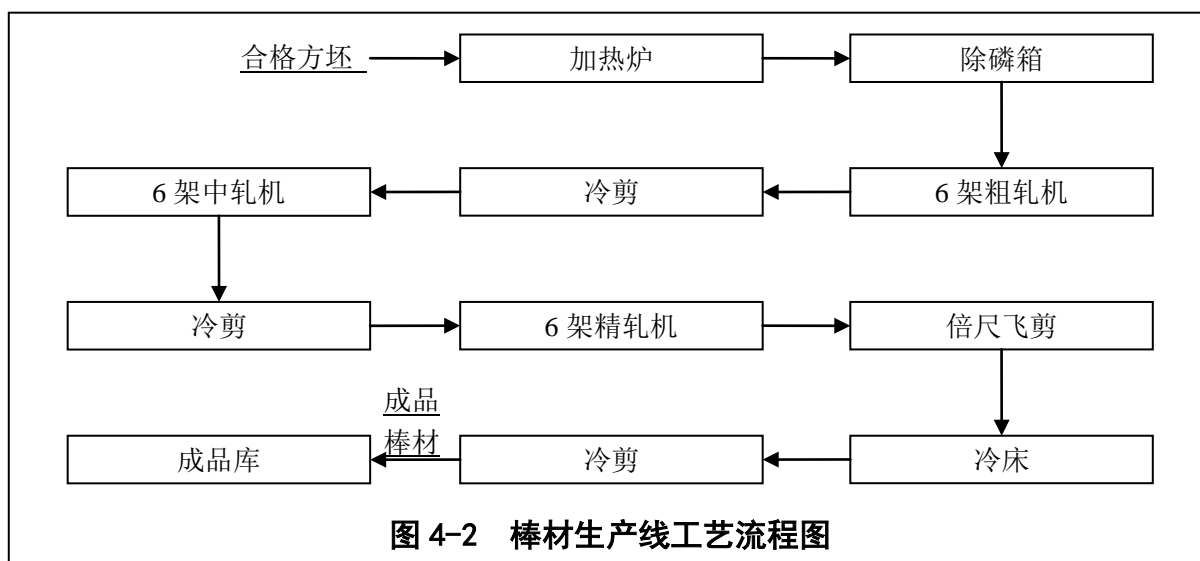 合格方坯
加热炉
除磷箱
6 架粗轧机
冷剪
6 架中轧机
冷剪
6 架精轧机
倍尺飞剪
冷床
冷剪
成品
棒材
成品库
图 4-2 棒材生产线工艺流程图